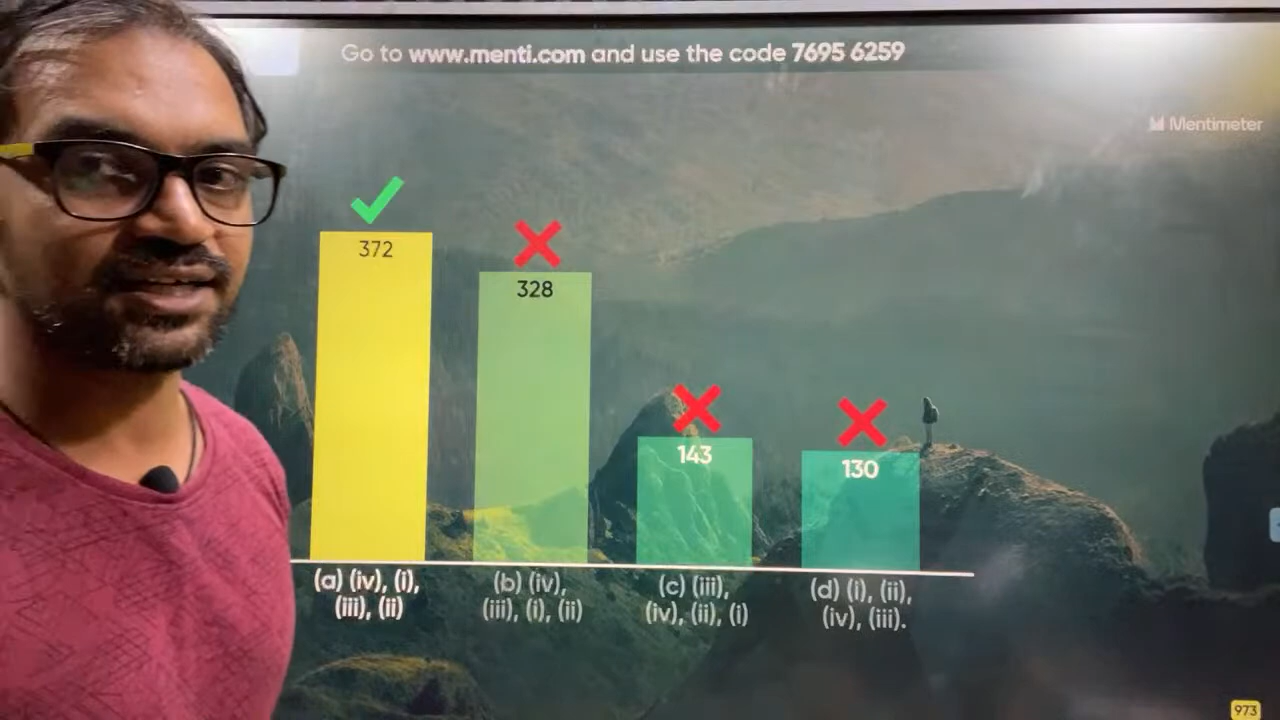 Go to www.menti.com and use the code 7695 6259
Mentimeter
372
328
143
130
(a) (iv), (i),
(iii), (ii)
(b) (iv),
(iii), (i), (ii)
(c) (iii),
(iv), (ii), (i)
(d) (i), (ii),
(iv), (iii).
973